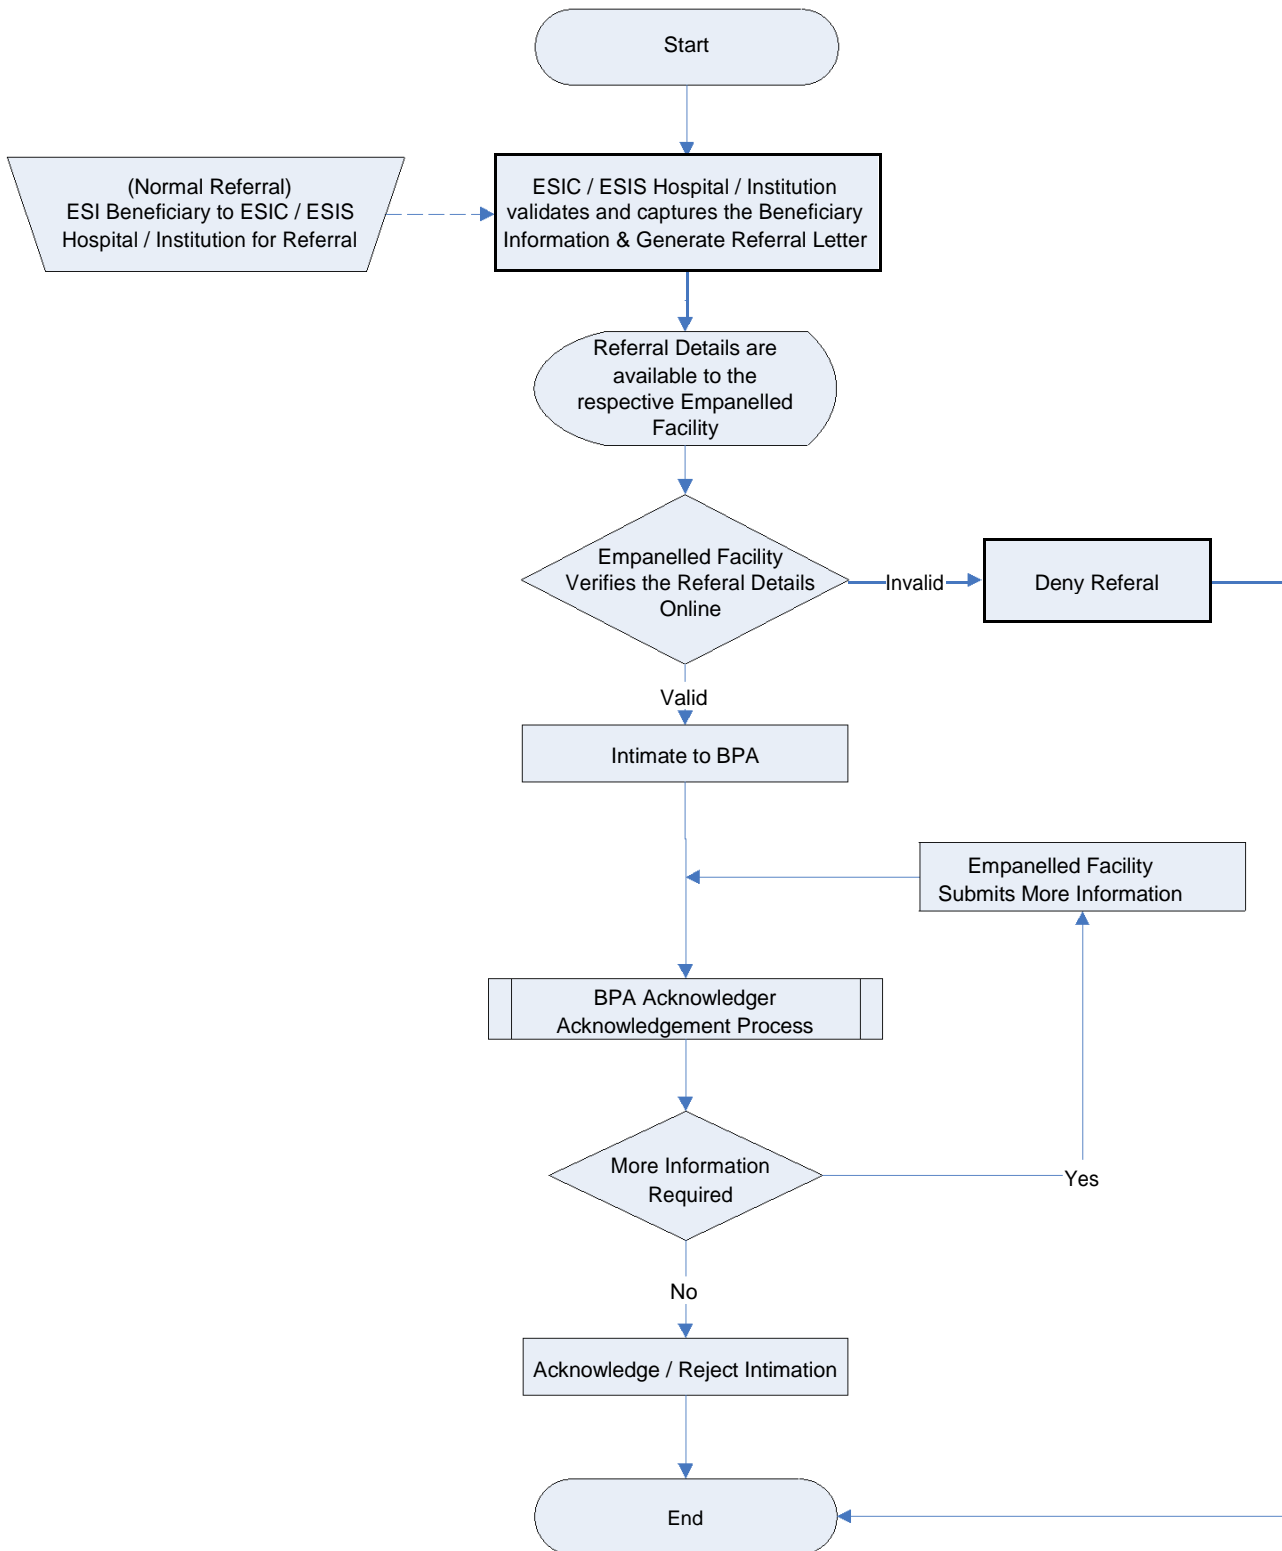 Start
(Normal Referral)
ESI Beneficiary to ESIC / ESIS
Hospital / Institution for Referral
ESIC / ESIS Hospital / Institution
validates and captures the Beneficiary
Information & Generate Referral Letter
Referral Details are
available to the
respective Empanelled
Facility
Empanelled Facility
Verifies the Referal Details
Online
Invalid
Deny Referal
Valid
Intimate to BPA
Empanelled Facility
Submits More Information
BPA Acknowledger
Acknowledgement Process
More Information
Required
Yes
No
Acknowledge / Reject Intimation
End